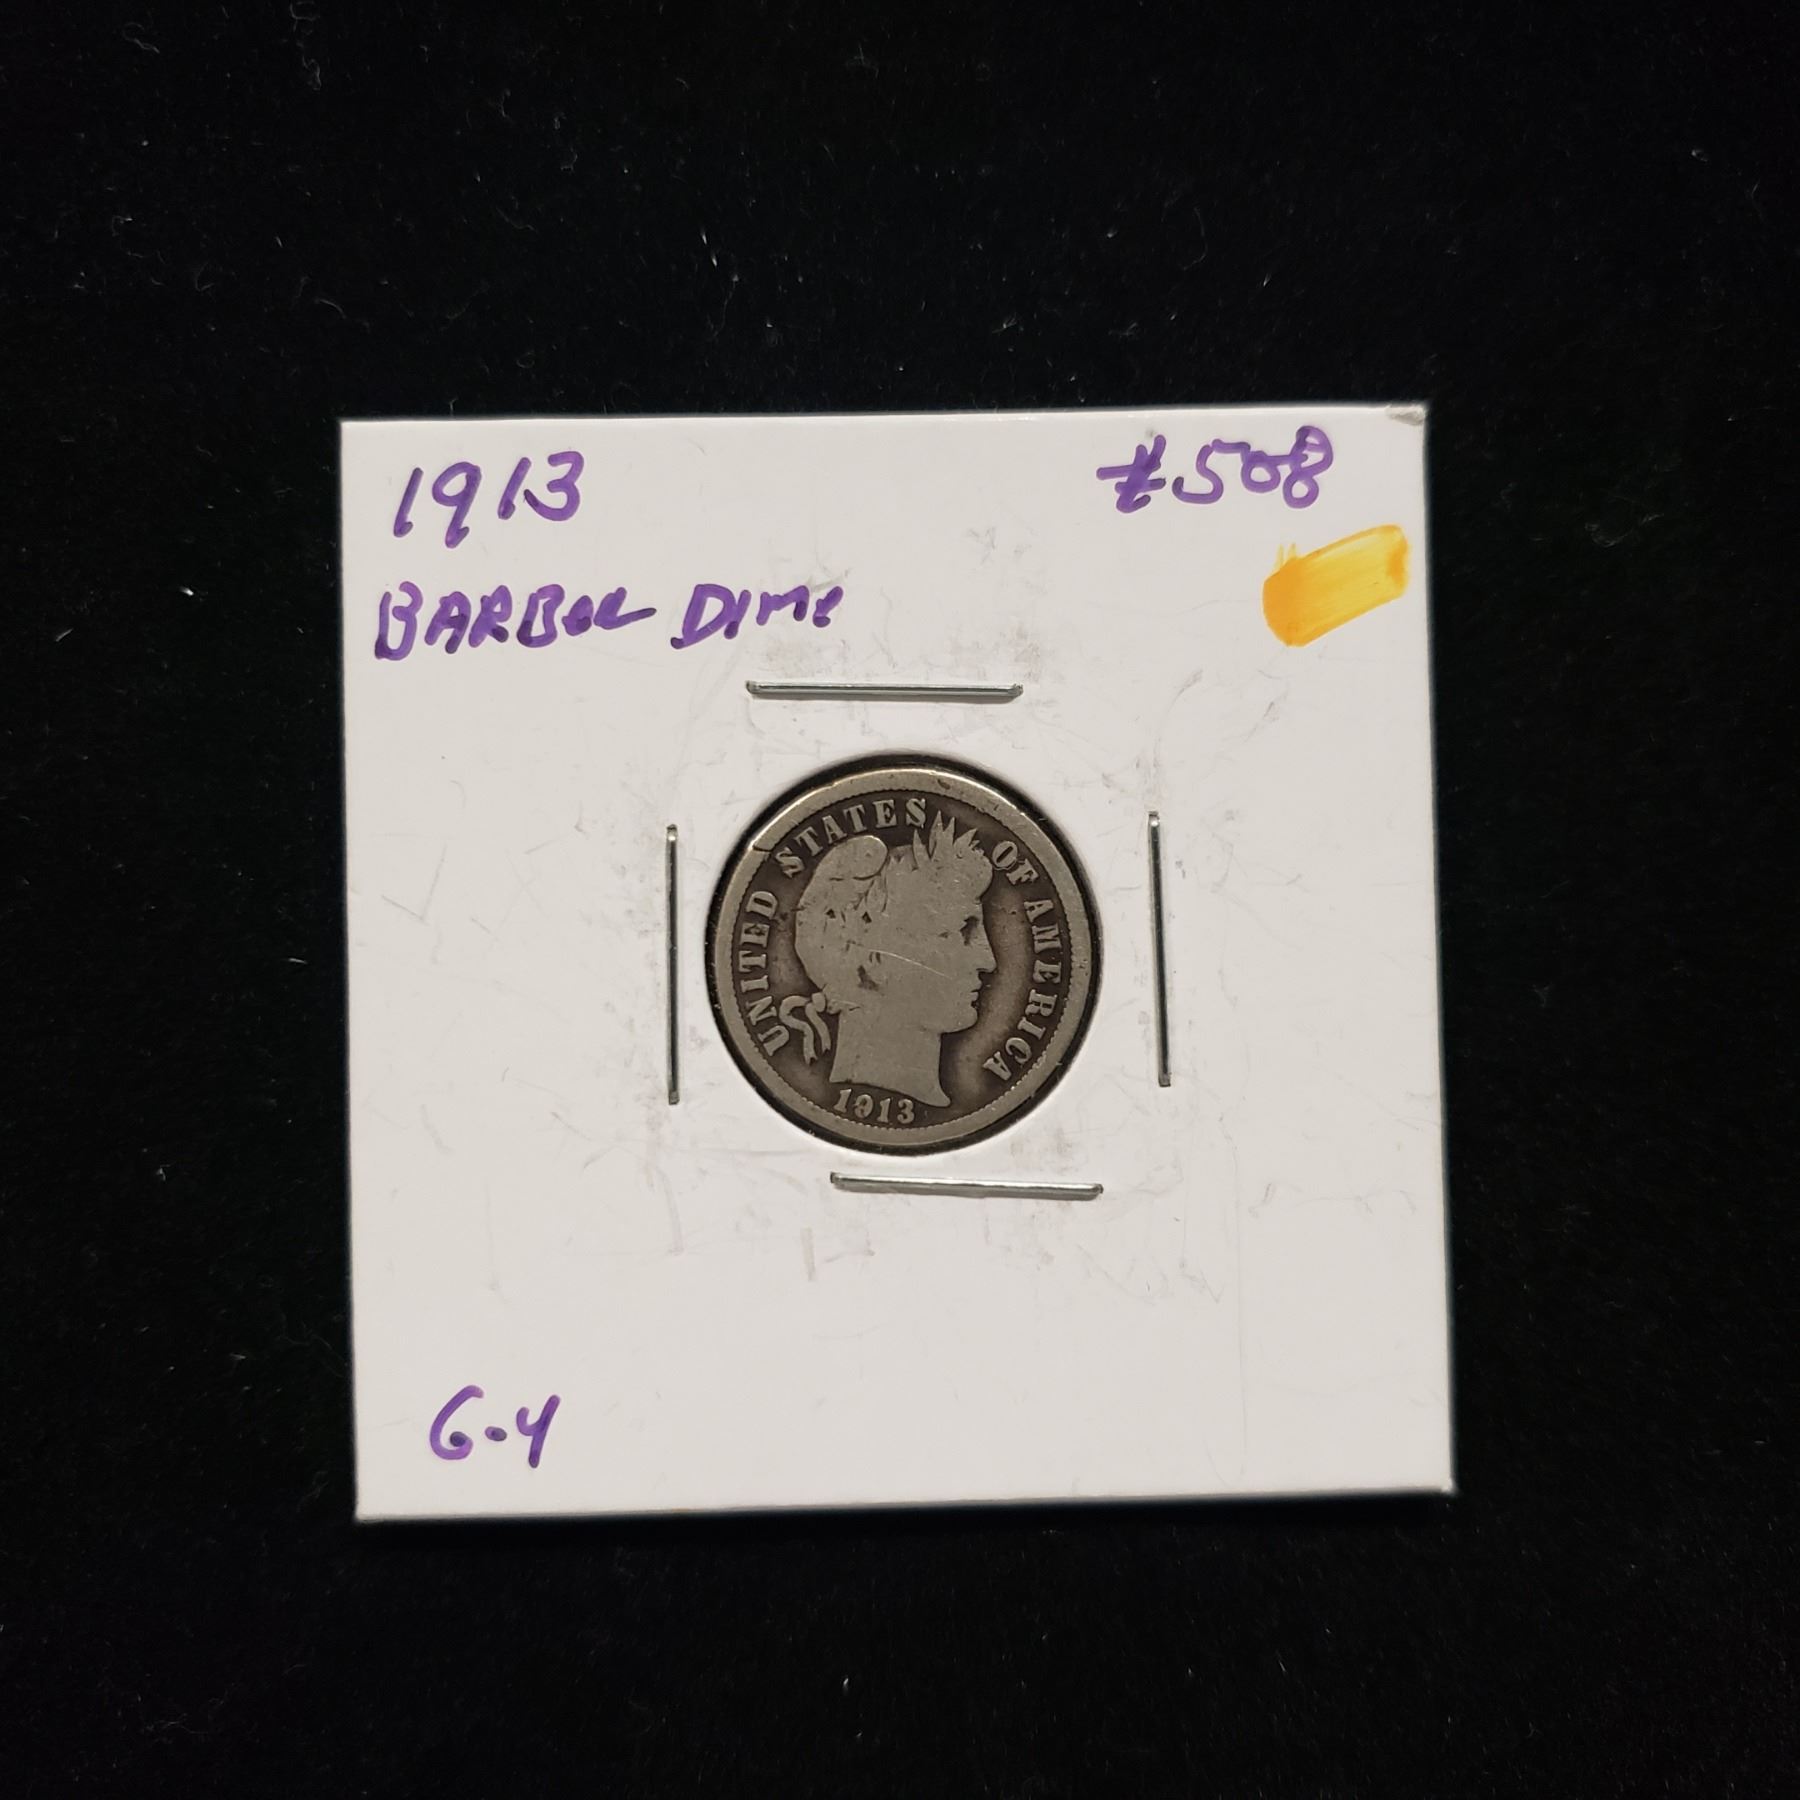 1913
#508
BARBER DIME
UNITED STATES OF AMERICA
1913
G-4